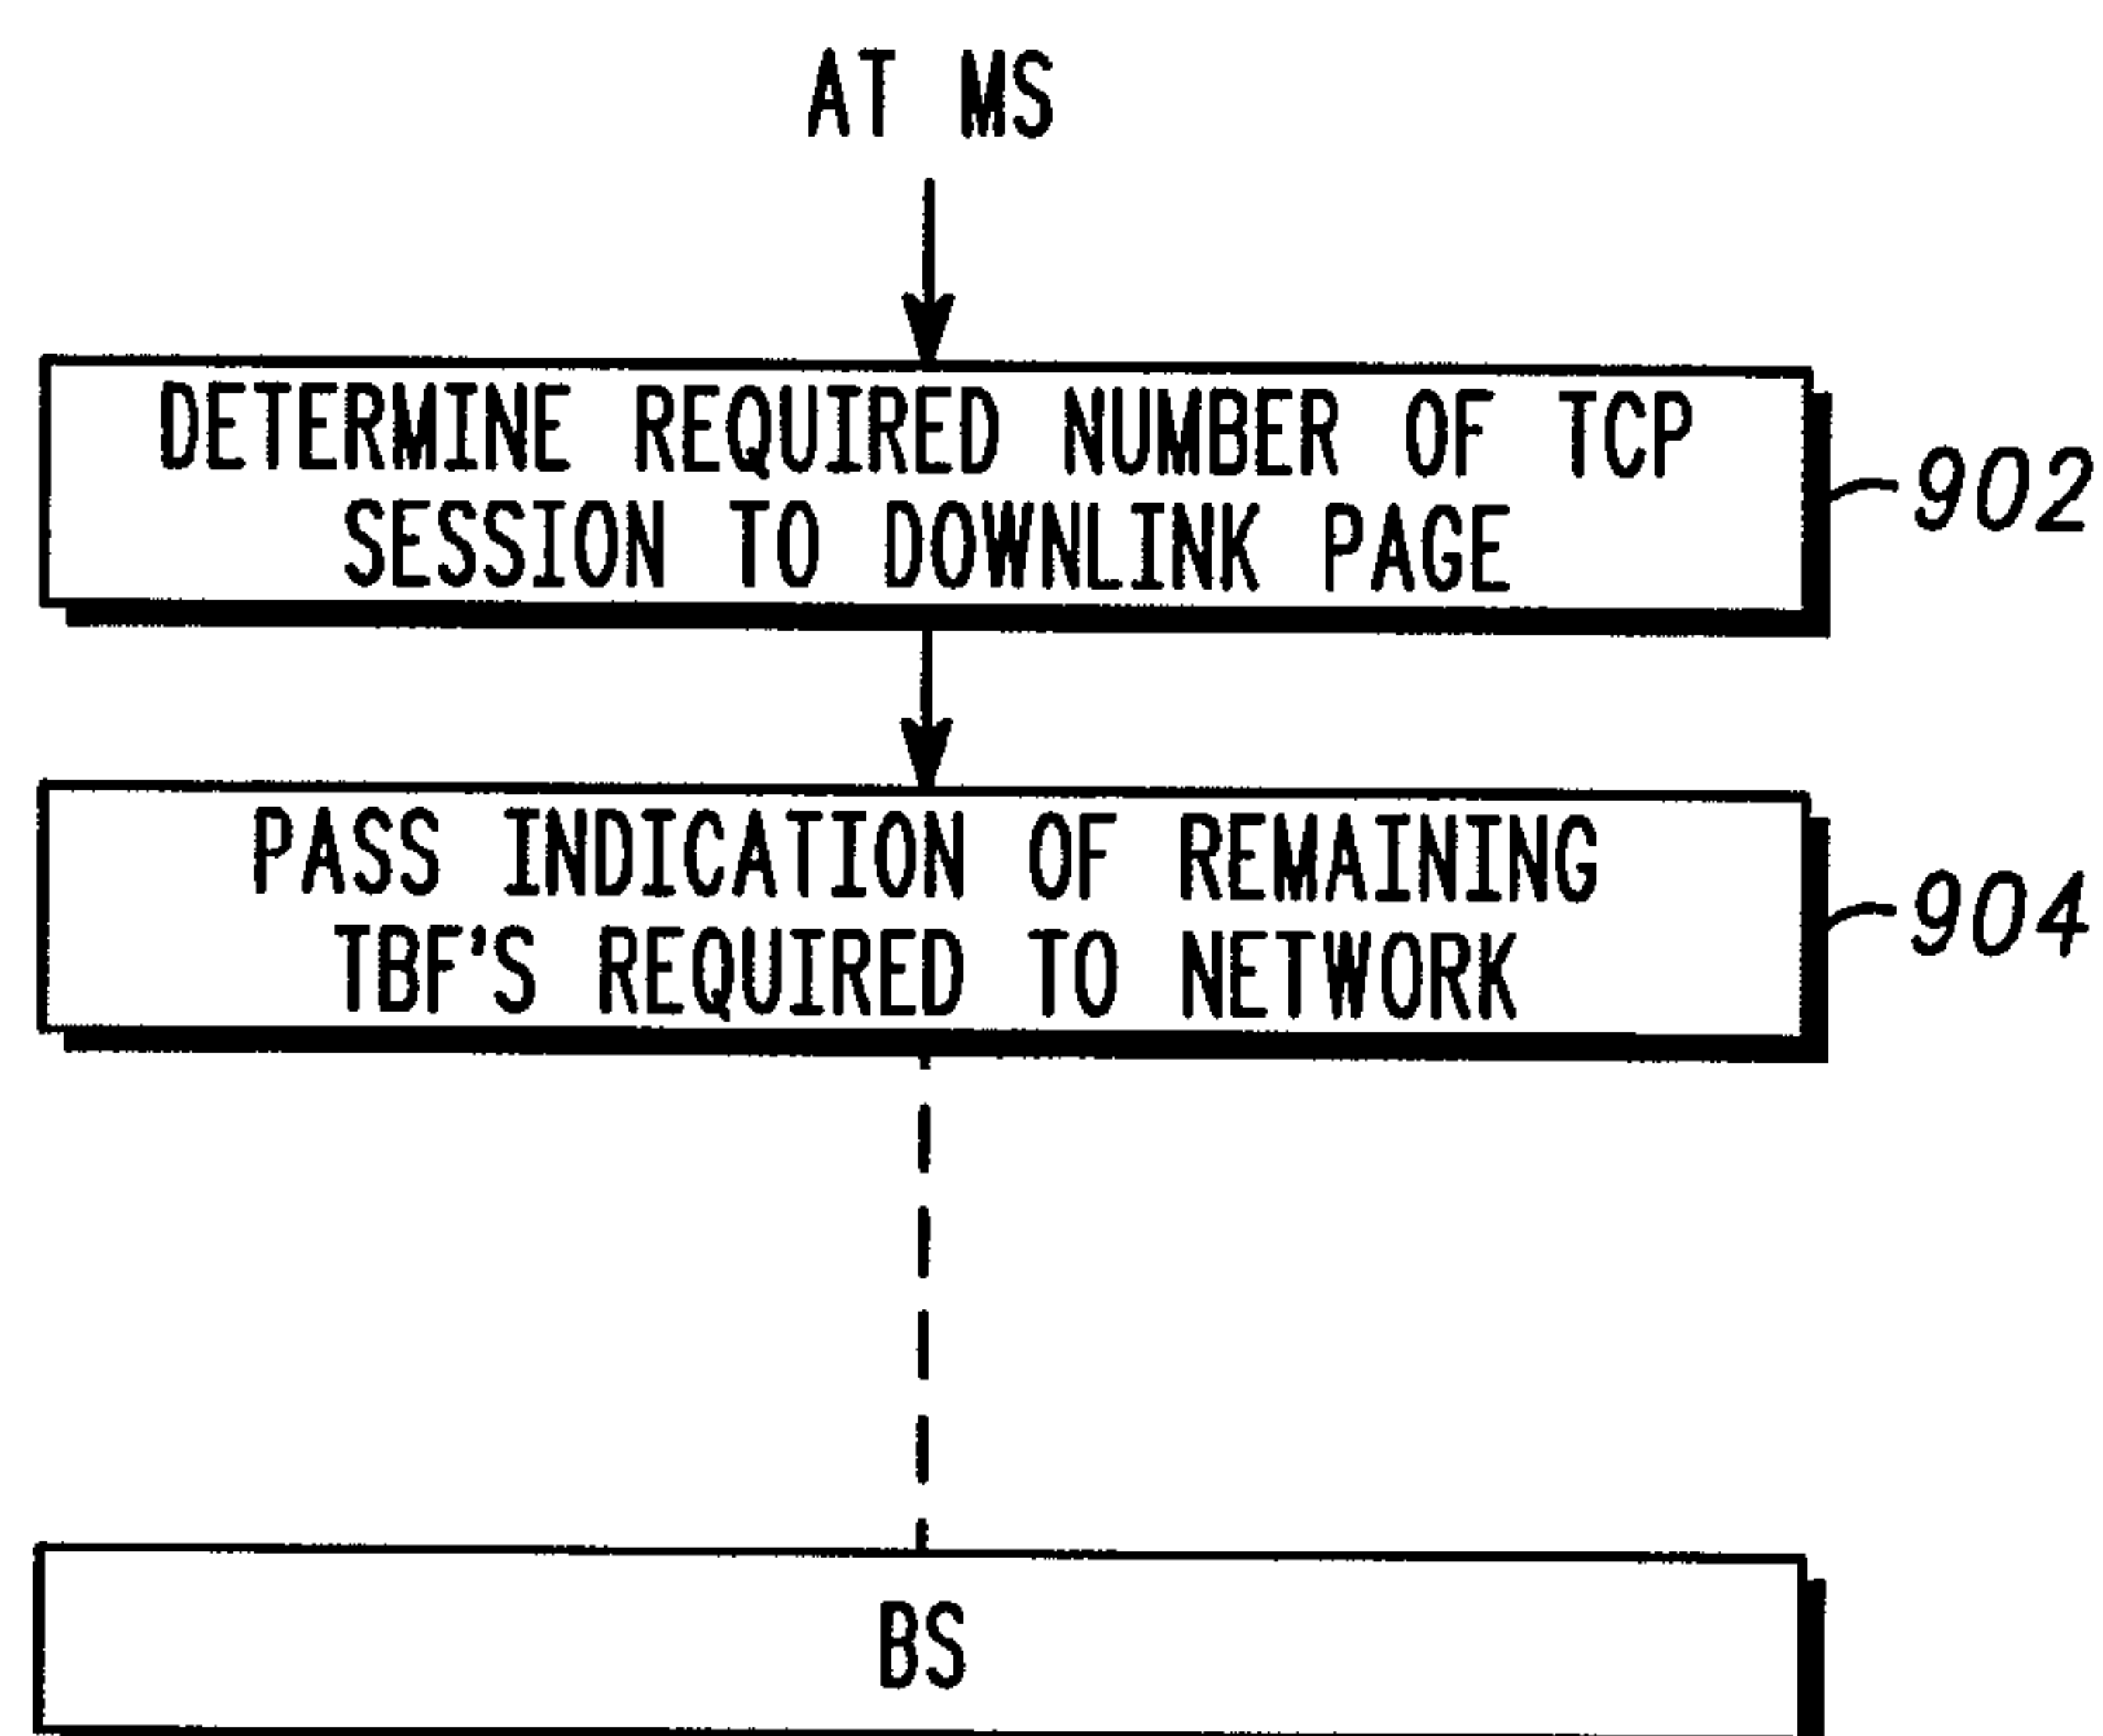 AT MS
DETERMINE REQUIRED NUMBER OF TCP
SESSION TO DOWNLINK PAGE
902
PASS INDICATION OF REMAINING
TBF'S REQUIRED TO NETWORK
904
BS